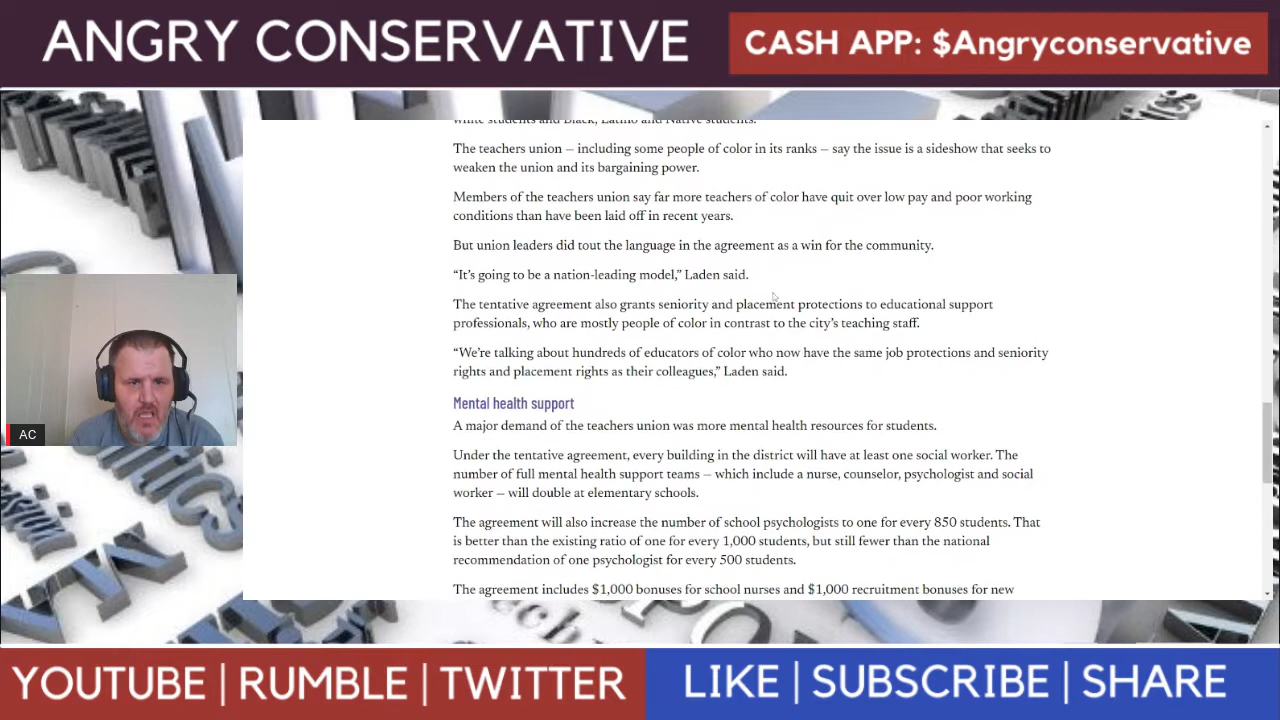 ANGRY CONSERVATIVE
CASH APP: $Angryconservative
white students and Black, Latino and Native students.
The teachers union — including some people of color in its ranks — say the issue is a sideshow that seeks to
weaken the union and its bargaining power.
Members of the teachers union say far more teachers of color have quit over low pay and poor working
conditions than have been laid off in recent years.
But union leaders did tout the language in the agreement as a win for the community.
“It’s going to be a nation-leading model,” Laden said.
The tentative agreement also grants seniority and placement protections to educational support
professionals, who are mostly people of color in contrast to the city’s teaching staff.
“We’re talking about hundreds of educators of color who now have the same job protections and seniority
rights and placement rights as their colleagues,” Laden said.
Mental health support
A major demand of the teachers union was more mental health resources for students.
Under the tentative agreement, every building in the district will have at least one social worker. The
number of full mental health support teams — which include a nurse, counselor, psychologist and social
worker — will double at elementary schools.
The agreement will also increase the number of school psychologists to one for every 850 students. That
is better than the existing ratio of one for every 1,000 students, but still fewer than the national
recommendation of one psychologist for every 500 students.
The agreement includes $1,000 bonuses for school nurses and $1,000 recruitment bonuses for new
AC
YOUTUBE | RUMBLE | TWITTER
LIKE | SUBSCRIBE | SHARE